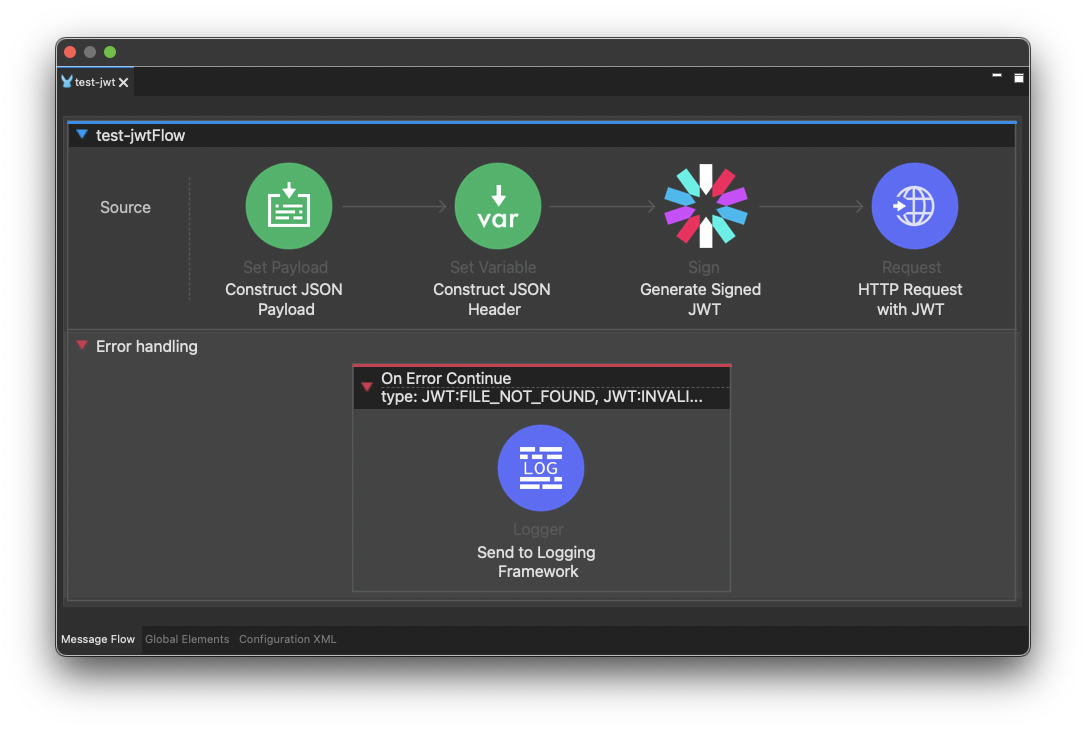 test-jwt
test-jwtFlow
Source
var
Set Payload
Construct JSON
Payload
Set Variable
Construct JSON
Header
Sign
Generate Signed
JWT
Request
HTTP Request
with JWT
Error handling
On Error Continue
type: JWT:FILE_NOT_FOUND, JWT:INVALI...
LOG
Logger
Send to Logging
Framework
Message Flow
Global Elements
Configuration XML